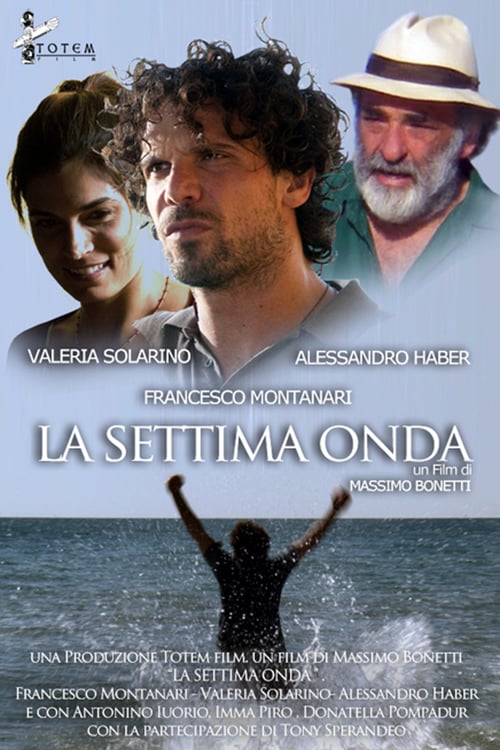 TOTEM
FILM
VALERIA SOLARINO
ALESSANDRO HABER
FRANCESCO MONTANARI
LA SETTIMA ONDA
un Film di
MASSIMO BONETTI
UNA PRODUZIONE TOTEM FILM. UN FILM DI MASSIMO BONETTI
"LA SETTIMA ONDA".
FRANCESCO MONTANARI - VALERIA SOLARINO- ALESSANDRO HABER
E CON ANTONINO IUORIO, IMMA PIRO , DONATELLA POMPADUR
CON LA PARTECIPAZIONE DI TONY SPERANDEO .